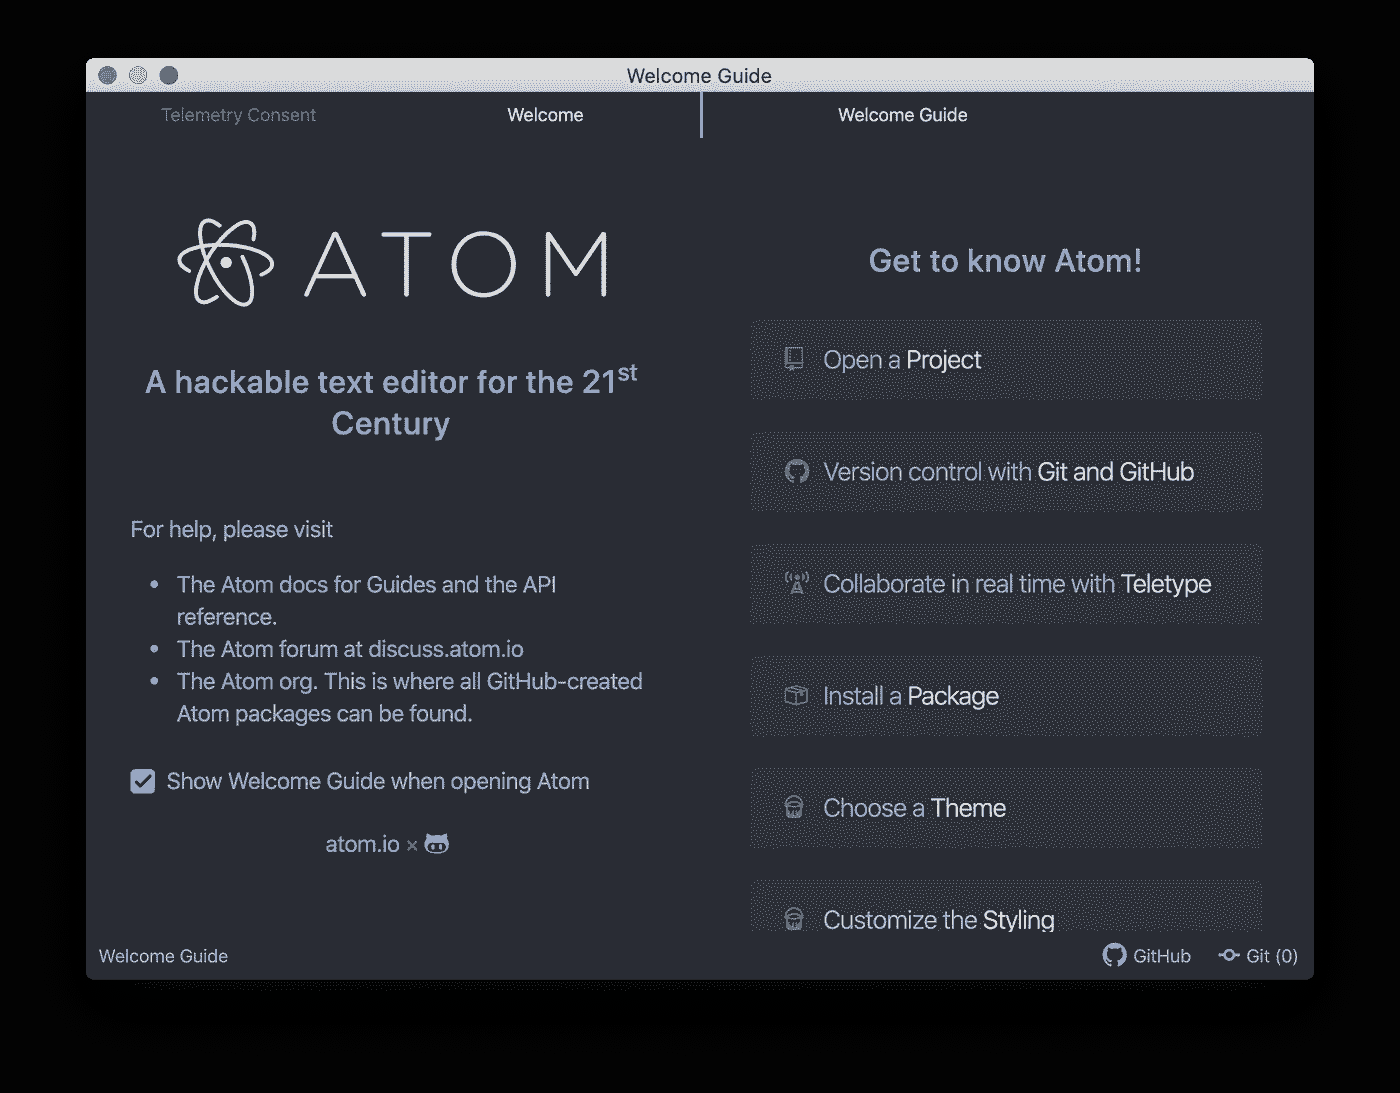 Welcome Guide
Telemetry Consent
Welcome
Welcome Guide
ATOM
A hackable text editor for the 21st
Century
For help, please visit
• The Atom docs for Guides and the API
reference.
• The Atom forum at discuss.atom.io
• The Atom org. This is where all GitHub-created
Atom packages can be found.
Show Welcome Guide when opening Atom
atom.io ×
Get to know Atom!
Open a Project
Version control with Git and GitHub
Collaborate in real time with Teletype
Install a Package
Choose a Theme
Customize the Styling
Welcome Guide
GitHub
Git (0)